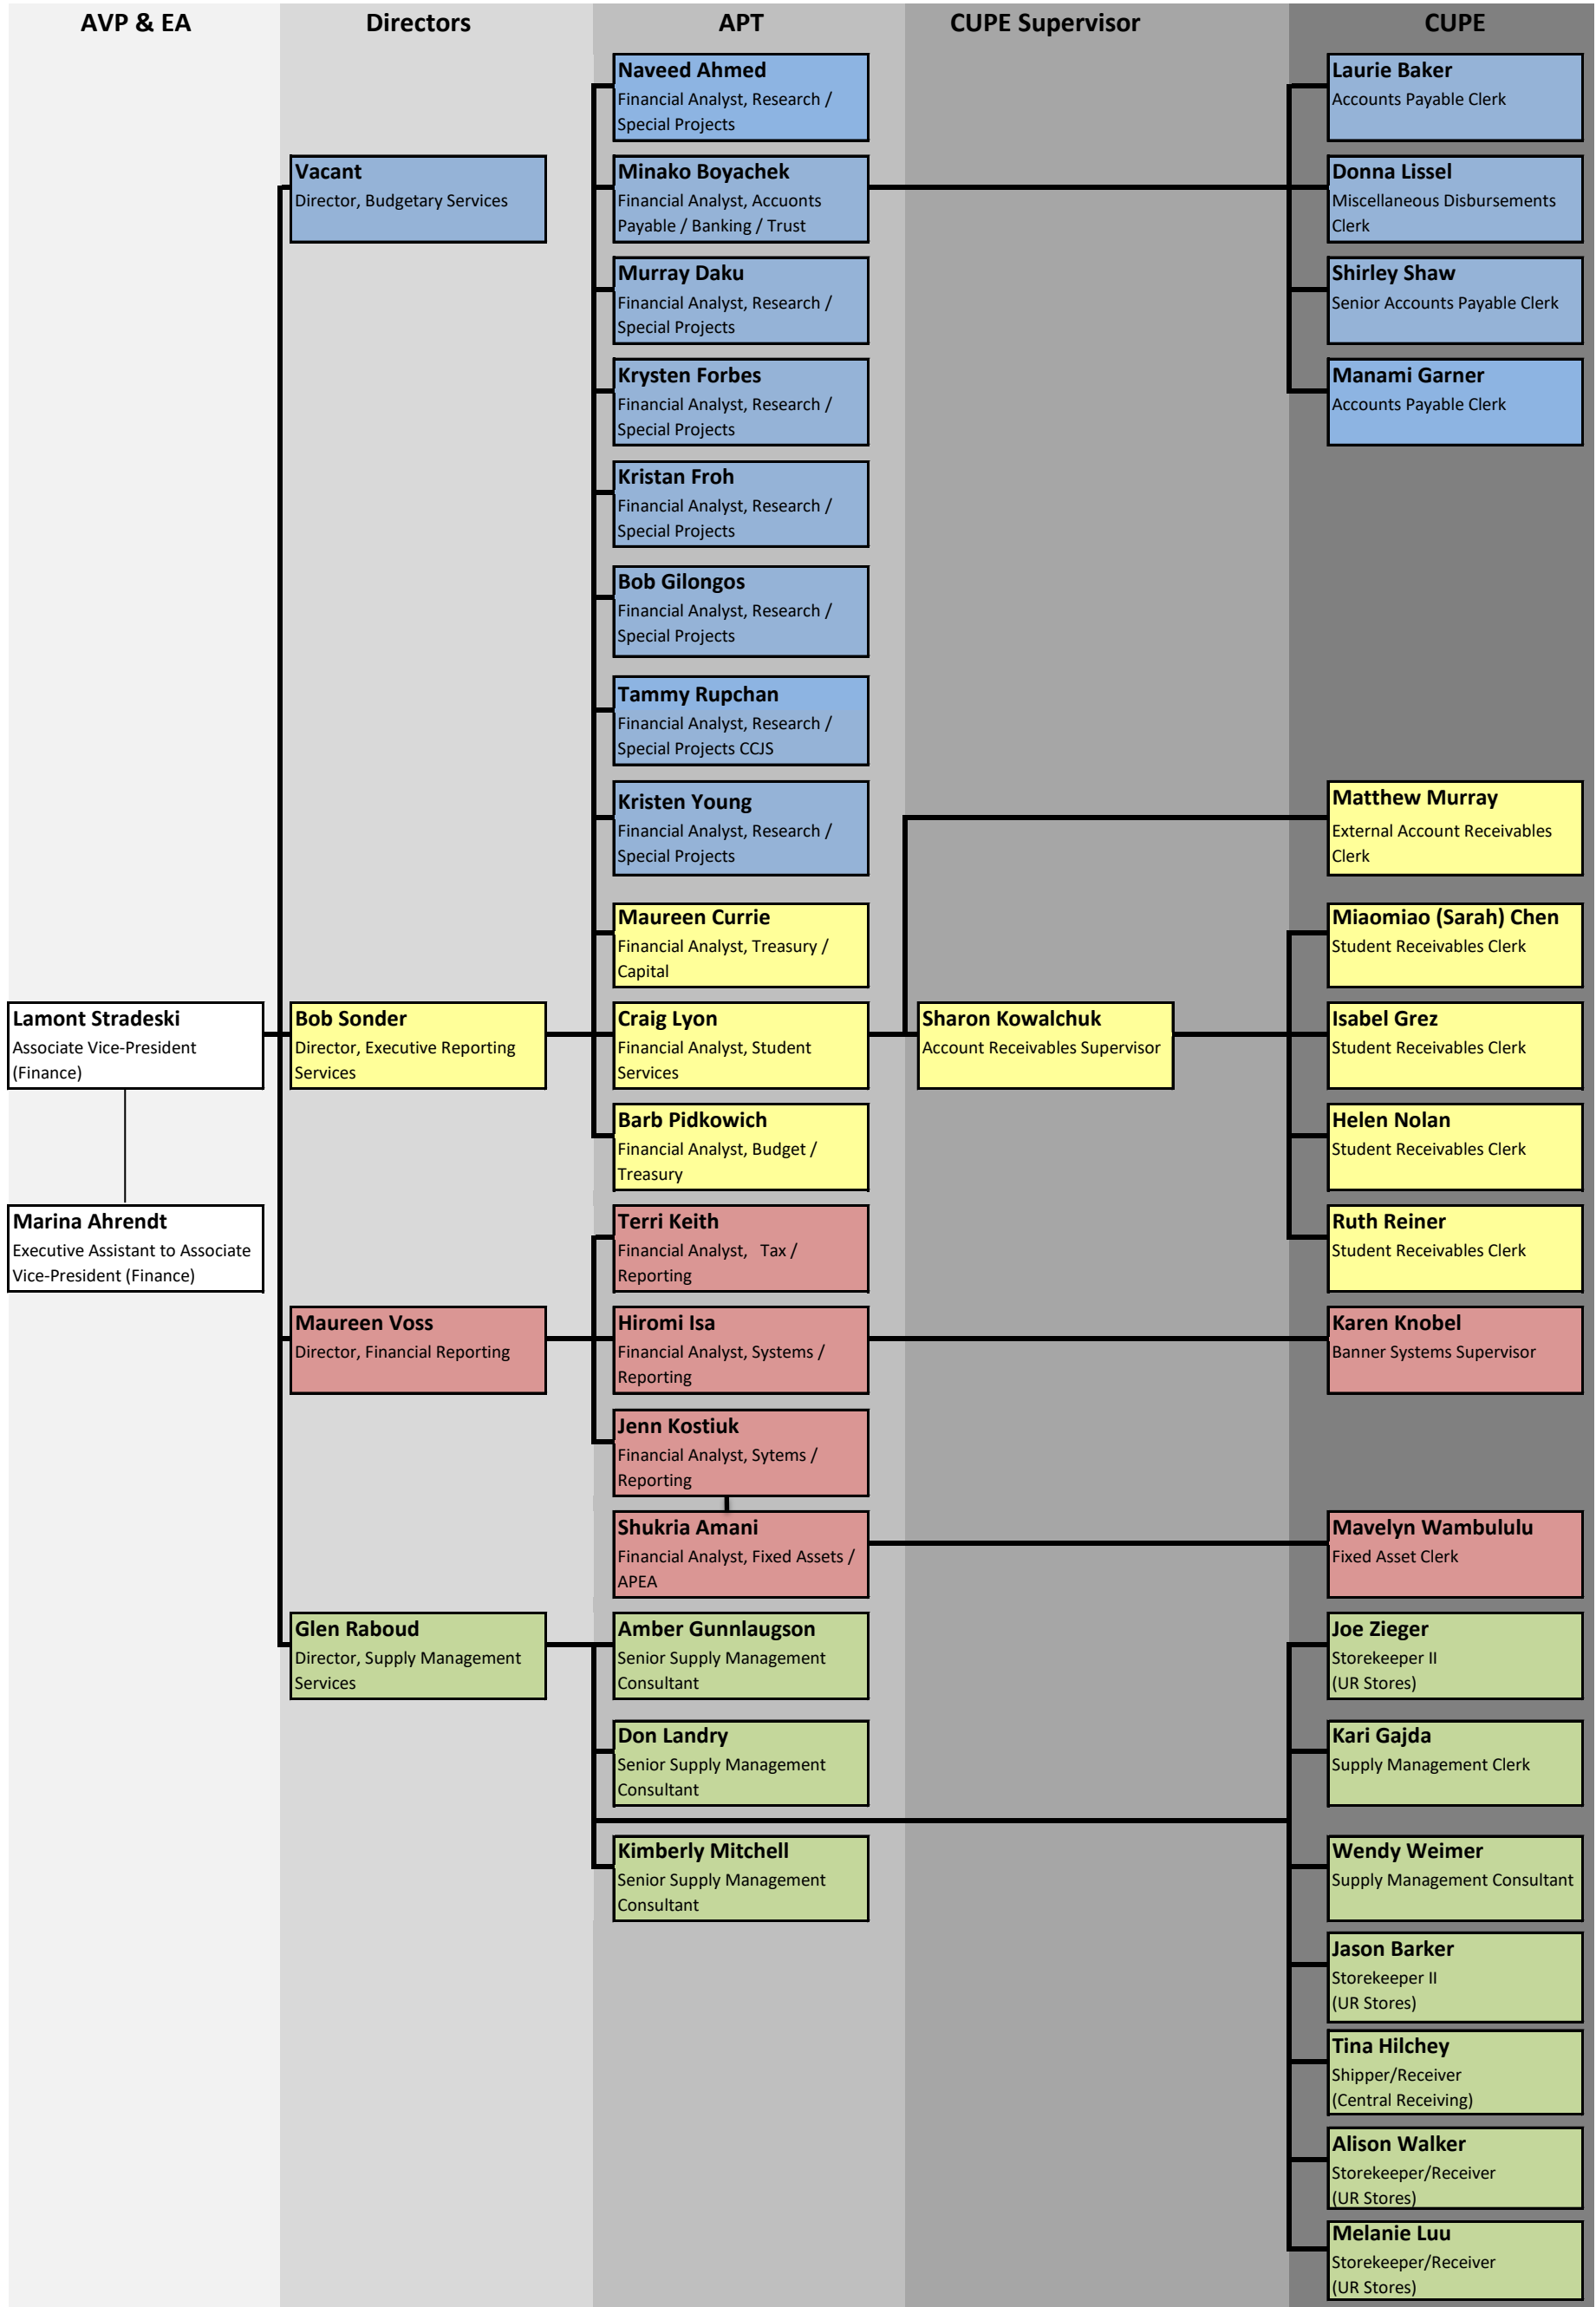 AVP & EA
Directors
APT
CUPE Supervisor
CUPE
Lamont Stradeski
Associate Vice-President
(Finance)
Marina Ahrendt
Executive Assistant to Associate
Vice-President (Finance)
Vacant
Director, Budgetary Services
Bob Sonder
Director, Executive Reporting
Services
Maureen Voss
Director, Financial Reporting
Glen Raboud
Director, Supply Management
Services
Naveed Ahmed
Financial Analyst, Research /
Special Projects
Minako Boyachek
Financial Analyst, Accuonts
Payable / Banking / Trust
Murray Daku
Financial Analyst, Research /
Special Projects
Krysten Forbes
Financial Analyst, Research /
Special Projects
Kristan Froh
Financial Analyst, Research /
Special Projects
Bob Gilongos
Financial Analyst, Research /
Special Projects
Tammy Rupchan
Financial Analyst, Research /
Special Projects CCJS
Kristen Young
Financial Analyst, Research /
Special Projects
Maureen Currie
Financial Analyst, Treasury /
Capital
Craig Lyon
Financial Analyst, Student
Services
Barb Pidkowich
Financial Analyst, Budget /
Treasury
Terri Keith
Financial Analyst,   Tax /
Reporting
Hiromi Isa
Financial Analyst, Systems /
Reporting
Jenn Kostiuk
Financial Analyst, Sytems /
Reporting
Shukria Amani
Financial Analyst, Fixed Assets /
APEA
Amber Gunnlaugson
Senior Supply Management
Consultant
Don Landry
Senior Supply Management
Consultant
Kimberly Mitchell
Senior Supply Management
Consultant
Sharon Kowalchuk
Account Receivables Supervisor
Laurie Baker
Accounts Payable Clerk
Donna Lissel
Miscellaneous Disbursements
Clerk
Shirley Shaw
Senior Accounts Payable Clerk
Manami Garner
Accounts Payable Clerk
Matthew Murray
External Account Receivables
Clerk
Miaomiao (Sarah) Chen
Student Receivables Clerk
Isabel Grez
Student Receivables Clerk
Helen Nolan
Student Receivables Clerk
Ruth Reiner
Student Receivables Clerk
Karen Knobel
Banner Systems Supervisor
Mavelyn Wambululu
Fixed Asset Clerk
Joe Zieger
Storekeeper II
(UR Stores)
Kari Gajda
Supply Management Clerk
Wendy Weimer
Supply Management Consultant
Jason Barker
Storekeeper II
(UR Stores)
Tina Hilchey
Shipper/Receiver
(Central Receiving)
Alison Walker
Storekeeper/Receiver
(UR Stores)
Melanie Luu
Storekeeper/Receiver
(UR Stores)